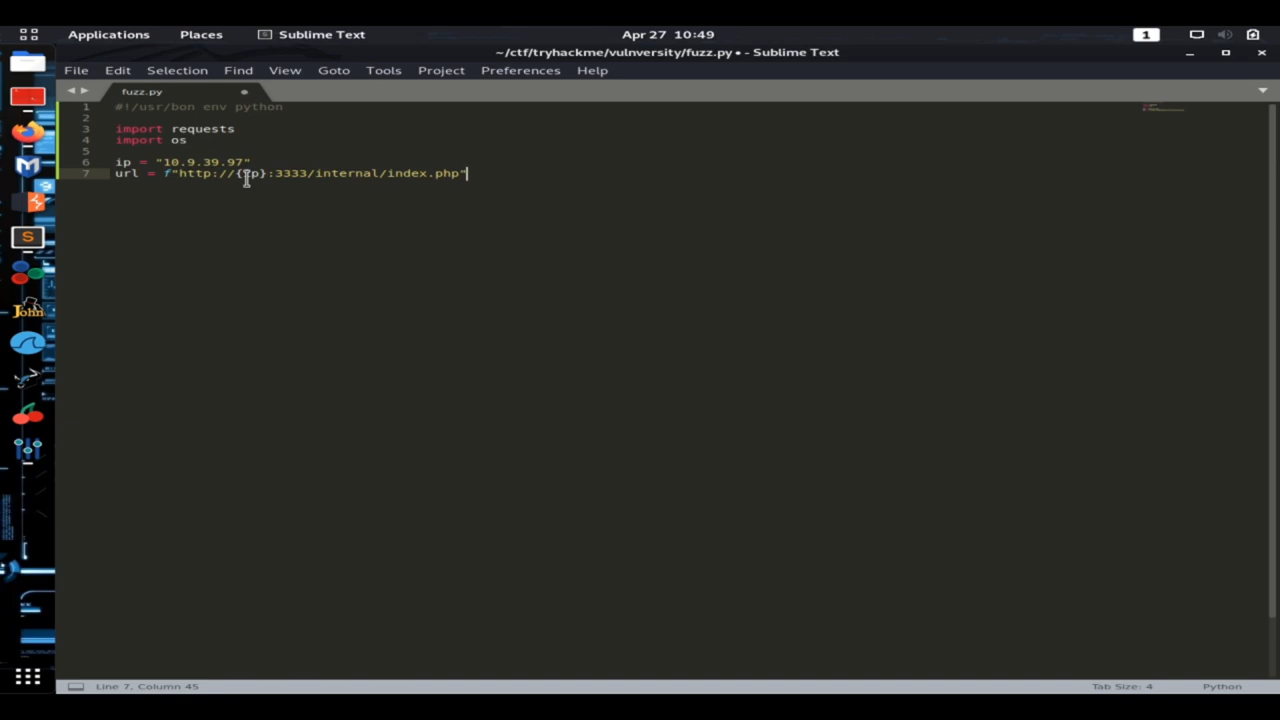 Applications Places Sublime Text Apr 27 10:49 1
~/ctf/tryhackme/vulnversity/fuzz.py • - Sublime Text
File Edit Selection Find View Goto Tools Project Preferences Help
fuzz.py
1 #!/usr/bon env python
2
3 import requests
4 import os
5
6 ip = "10.9.39.97"
7 url = f"http://{ip}:3333/internal/index.php"
S
John
Line 7, Column 45 Tab Size: 4 Python